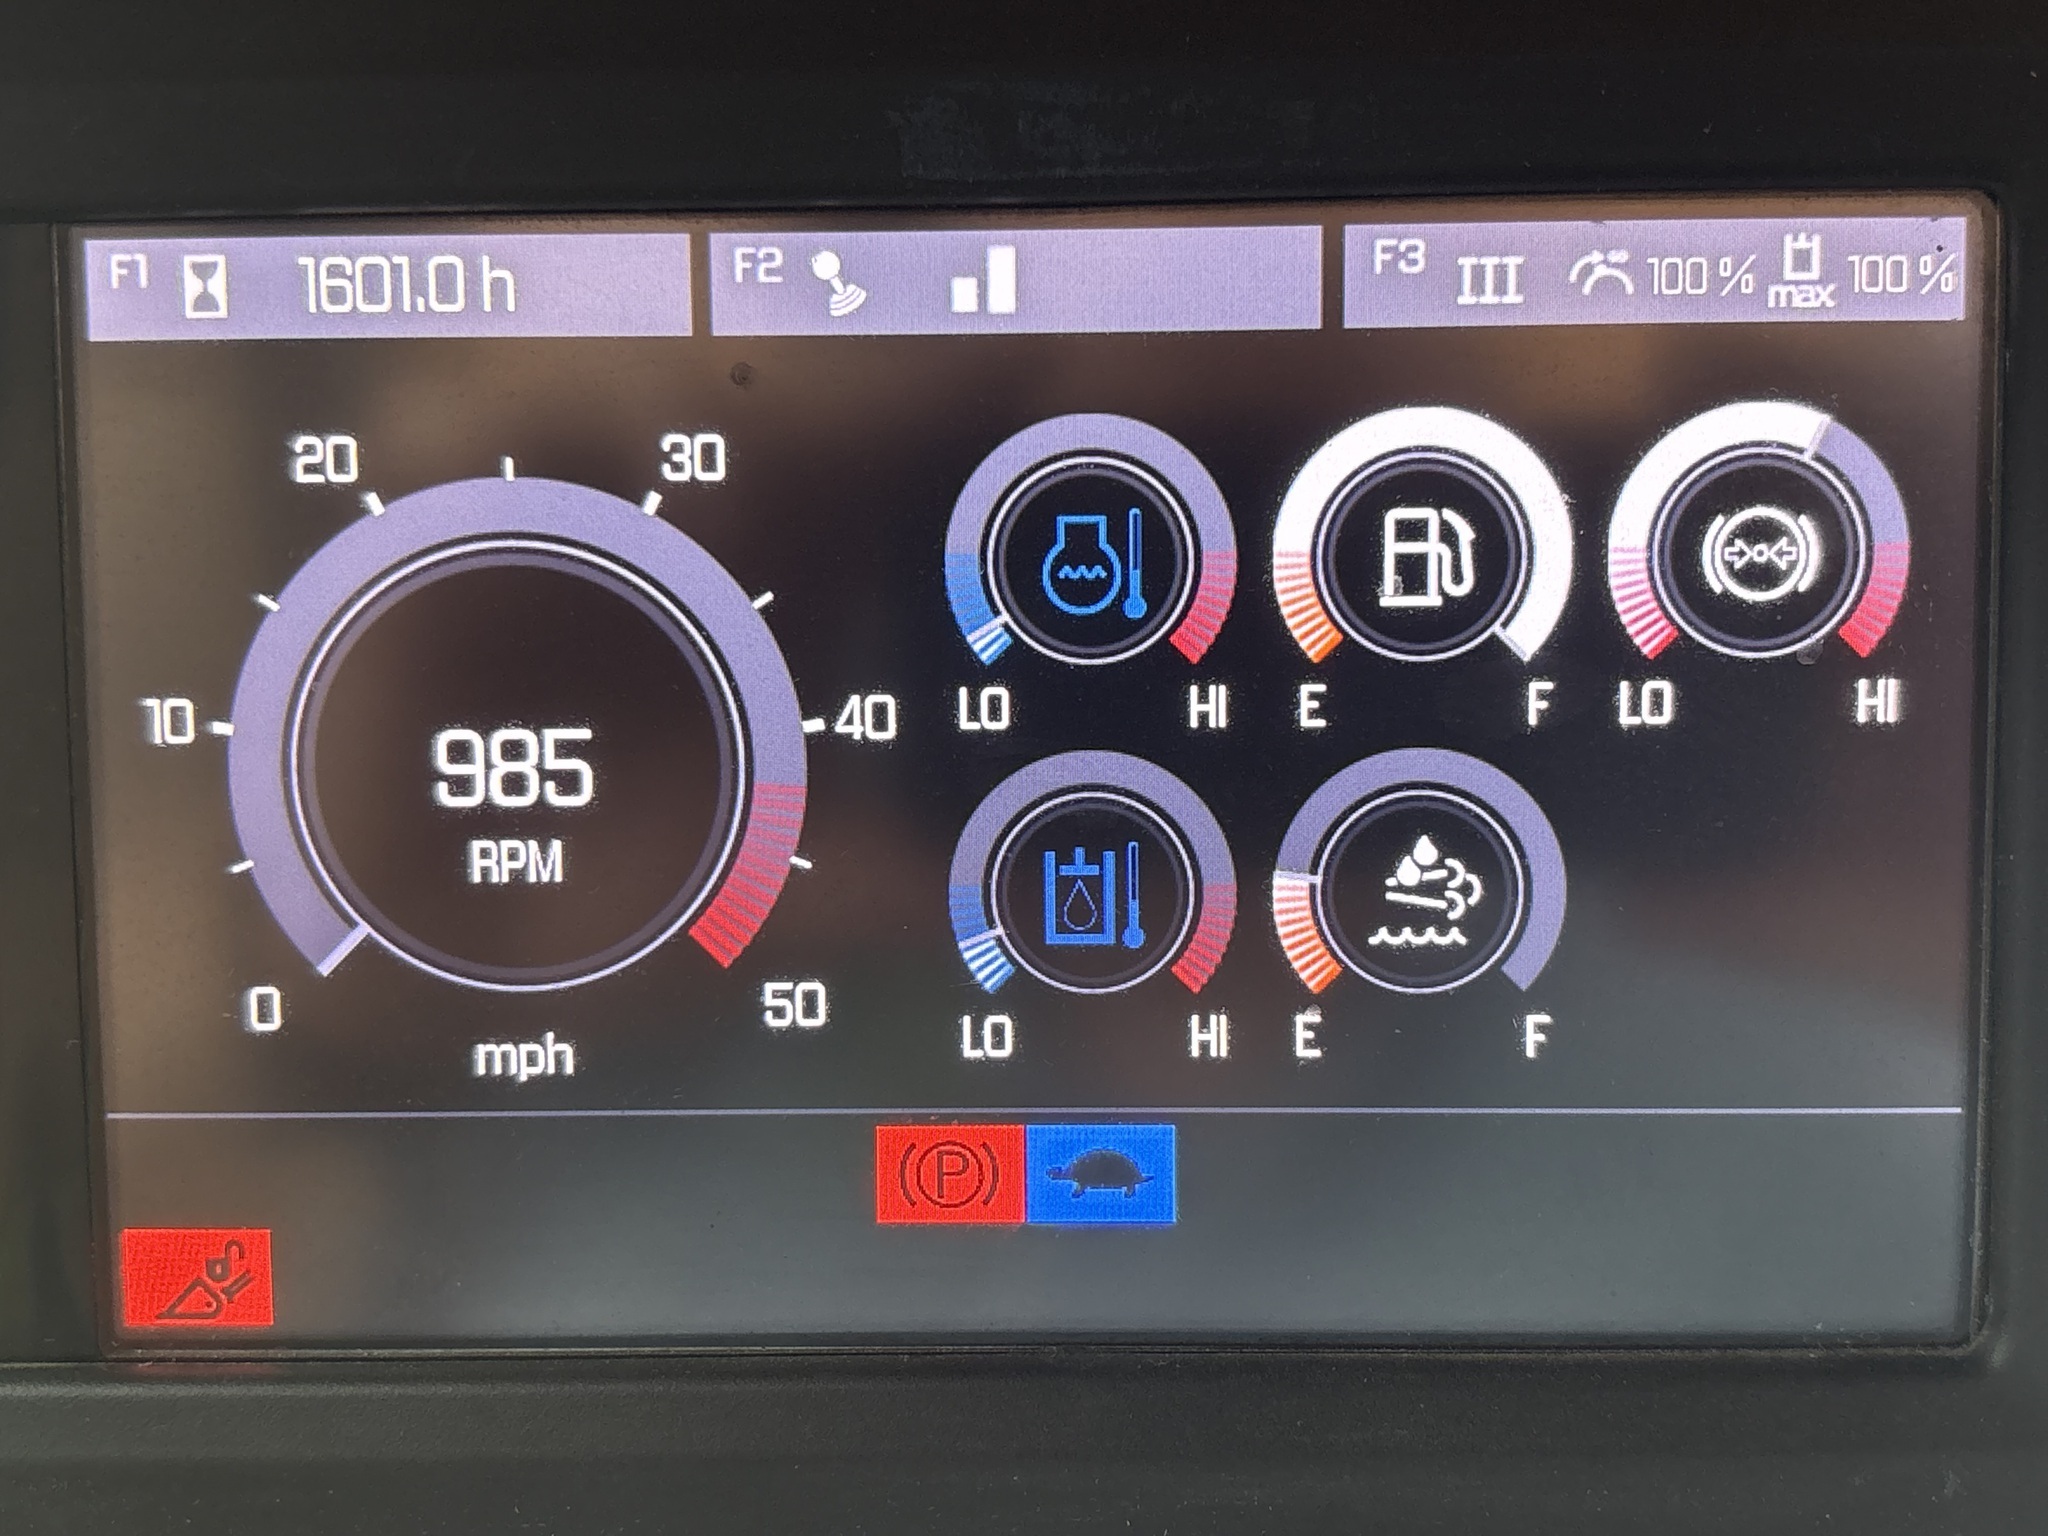 F1 1601.0 h
F2
F3 III 100 % max 100 %
20 30
10 40
985
RPM
0 50
mph
LO HI E F LO HI
LO HI E F
P